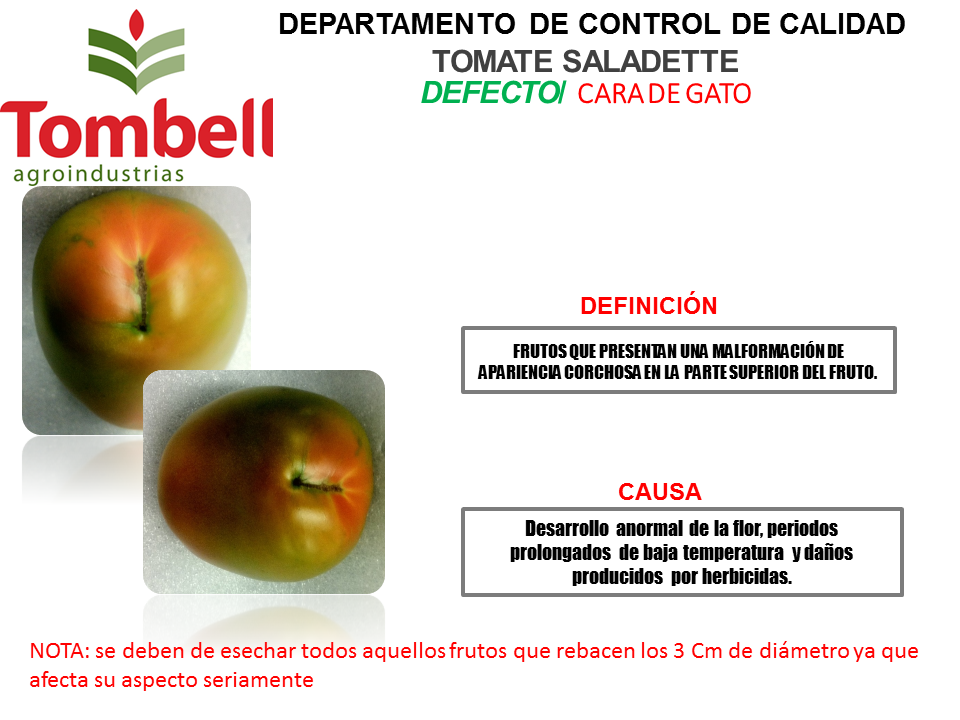 DEPARTAMENTO DE CONTROL DE CALIDAD
TOMATE SALADETTE
DEFECTO/ CARA DE GATO
Tombell
agroindustrias
DEFINICIÓN
FRUTOS QUE PRESENTAN UNA MALFORMACIÓN DE
APARIENCIA CORCHOSA EN LA PARTE SUPERIOR DEL FRUTO.
CAUSA
Desarrollo anormal de la flor, periodos
prolongados de baja temperatura y daños
producidos por herbicidas.
NOTA: se deben de esechar todos aquellos frutos que rebacen los 3 Cm de diámetro ya que
afecta su aspecto seriamente